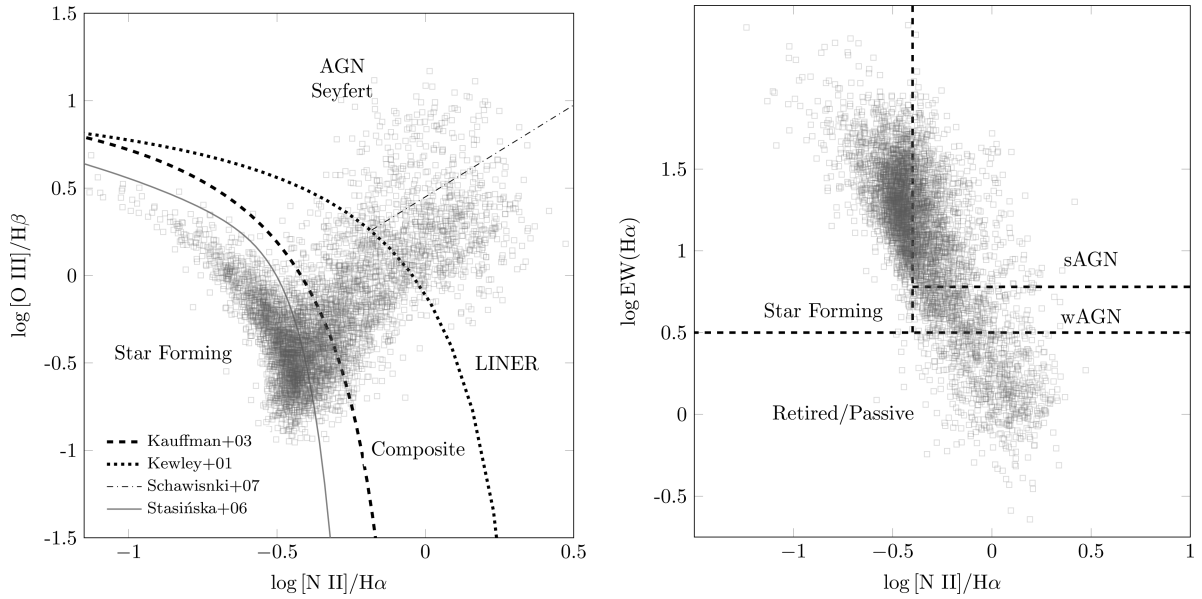 1.5
1
0.5
0
-0.5
-1
-1.5
log [O III]/Hβ
AGN
Seyfert
Star Forming
LINER
Composite
Kauffman+03
Kewley+01
Schawisnki+07
Stasińska+06
−1
−0.5
0
0.5
log [N II]/Hα
1.5
1
0.5
0
-0.5
log EW(Hα)
sAGN
Star Forming
wAGN
Retired/Passive
−1
−0.5
0
0.5
1
log [N II]/Hα